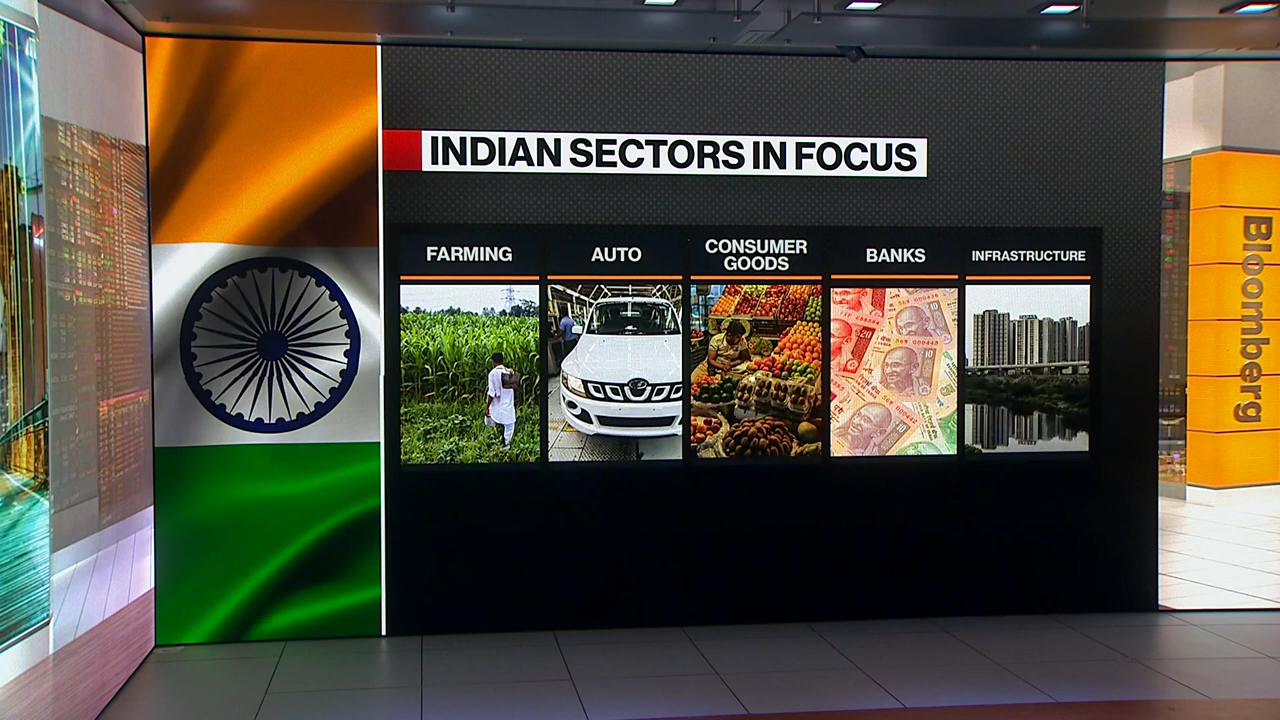 INDIAN SECTORS IN FOCUS
FARMING
AUTO
CONSUMER
GOODS
BANKS
INFRASTRUCTURE
Bloomberg